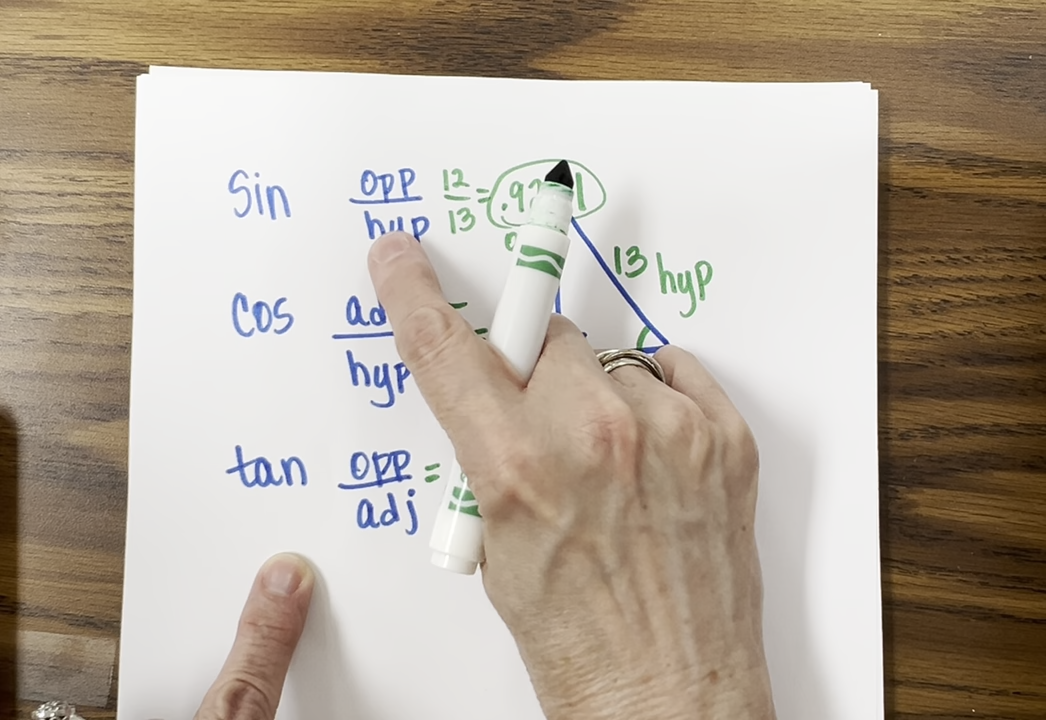 Sin opp/hyp 12/13 =
13 hyp
cos
hyp
tan opp/adj =